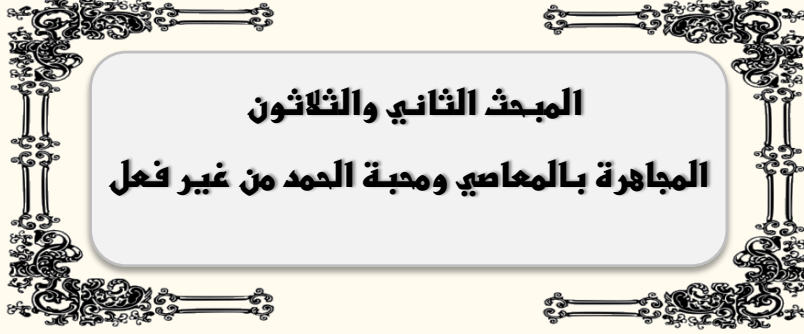 المبحث الثاني والثلاثون
المجاهرة بالمعاصي ومحبة الحمد من غير فعل